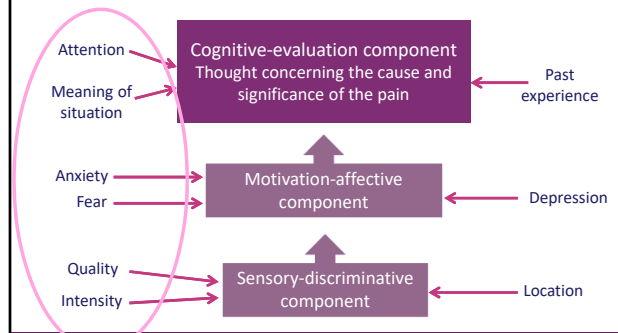 Attention
Cognitive-evaluation component
Thought concerning the cause and
significance of the pain
Meaning of
situation
Past
experience
Anxiety
Fear
Motivation-affective
component
Depression
Quality
Intensity
Sensory-discriminative
component
Location